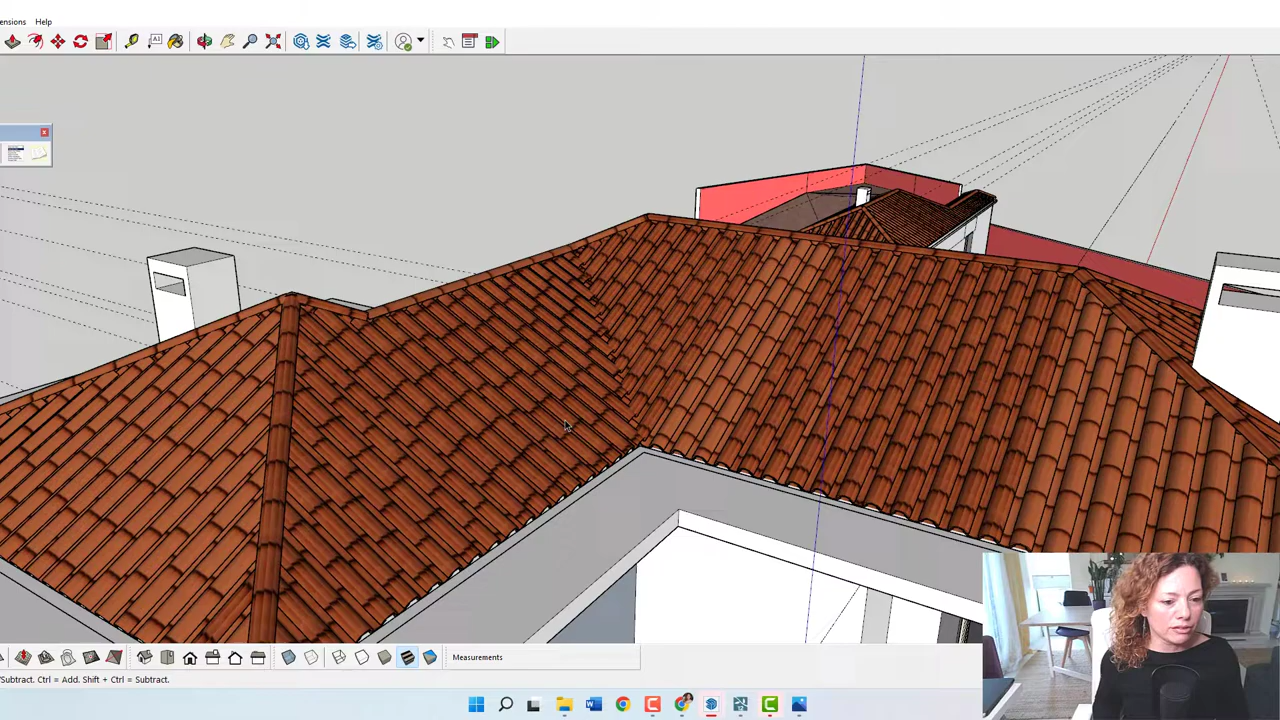 ensions Help
Measurements
/Subtract. Ctrl = Add. Shift + Ctrl = Subtract.